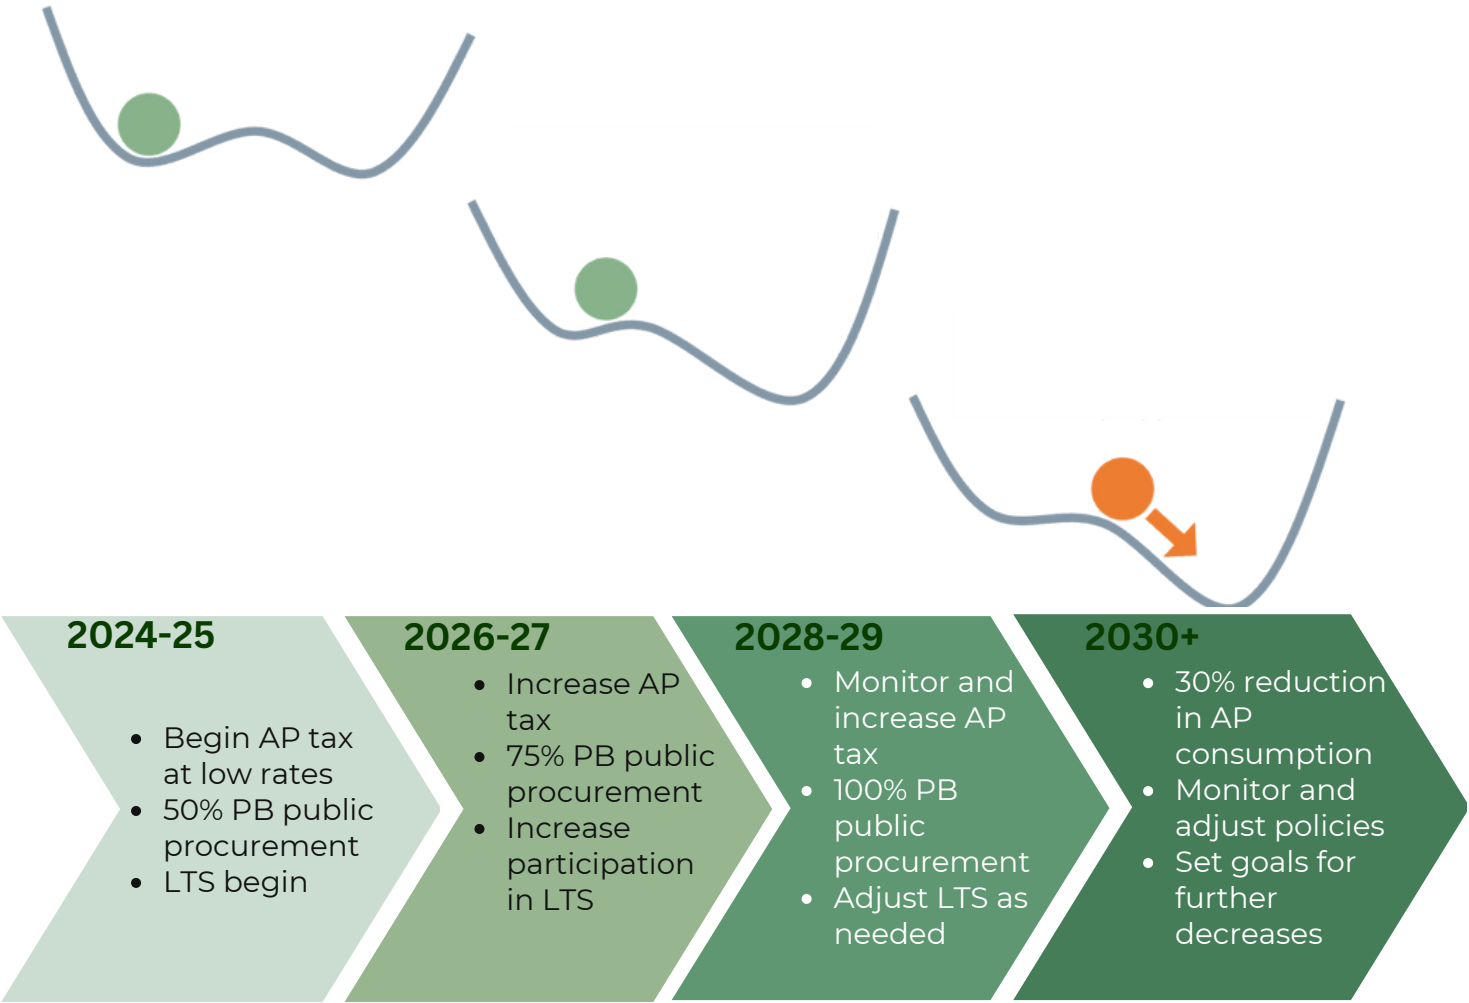 2024-25
• Begin AP tax
at low rates
• 50% PB public
procurement
• LTS begin
2026-27
• Increase AP
tax
• 75% PB public
procurement
• Increase
participation
in LTS
2028-29
• Monitor and
increase AP
tax
• 100% PB
public
procurement
• Adjust LTS as
needed
2030+
• 30% reduction
in AP
consumption
• Monitor and
adjust policies
• Set goals for
further
decreases